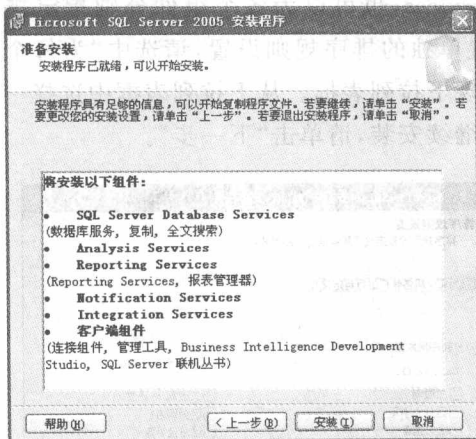 Microsoft SQL Server 2005 安装程序
准备安装
安装程序已就绪，可以开始安装。
安装程序具有足够的信息，可以开始复制程序文件。若要继续，请单击“安装”。若
要更改您的安装设置，请单击“上一步”。若要退出安装程序，请单击“取消”。
将安装以下组件：
• SQL Server Database Services
(数据库服务, 复制, 全文搜索)
• Analysis Services
• Reporting Services
(Reporting Services, 报表管理器)
• Notification Services
• Integration Services
• 客户端组件
(连接组件, 管理工具, Business Intelligence Development
Studio, SQL Server 联机丛书)
帮助(H)
<上一步(B)
安装(I)
取消